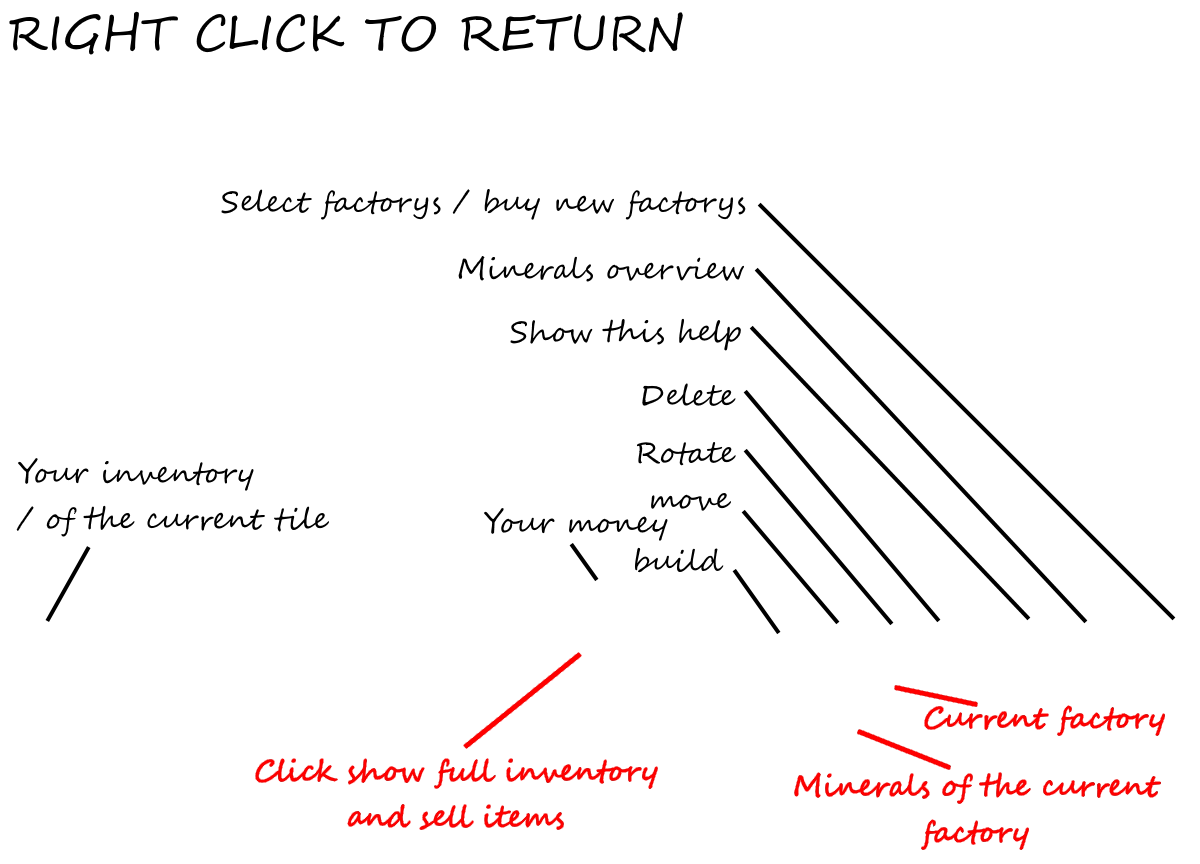 RIGHT CLICK TO RETURN
Select factorys / buy new factorys
Minerals overview
Show this help
Delete
Rotate
move
build
Your inventory
/ of the current tile
Your money
Current factory
Click show full inventory
and sell items
Minerals of the current
factory